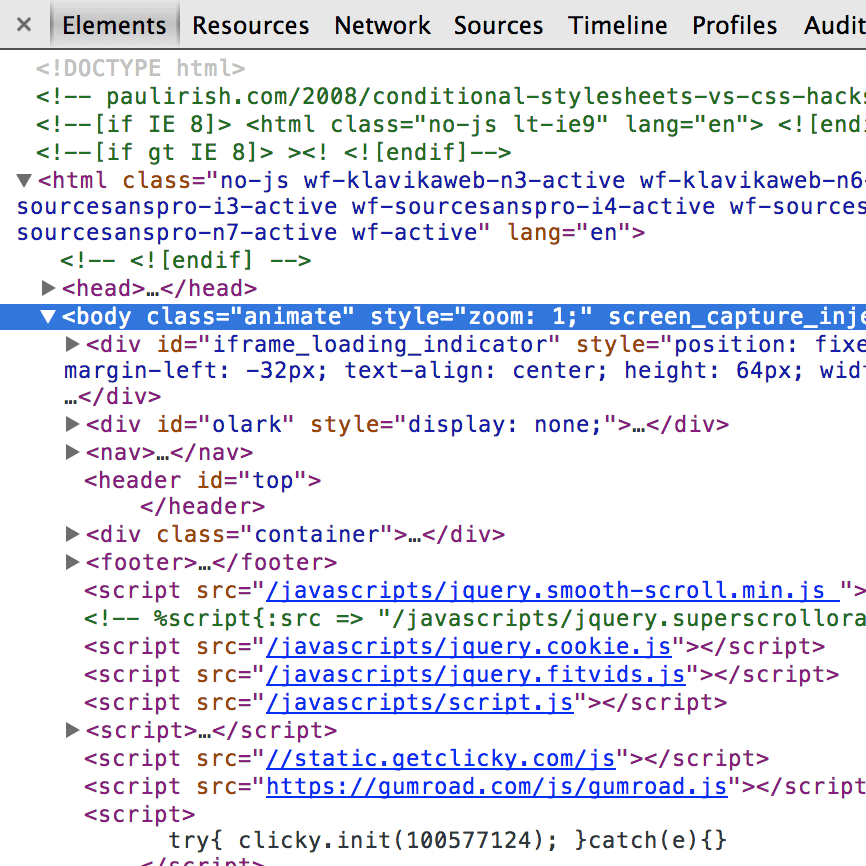 × Elements Resources Network Sources Timeline Profiles Audit
<!DOCTYPE html>
<!-- paulirish.com/2008/conditional-stylesheets-vs-css-hacks
<!--[if IE 8]> <html class="no-js lt-ie9" lang="en"> <![endi
<!--[if gt IE 8]> ><! <![endif]-->
▼<html class="no-js wf-klavikaweb-n3-active wf-klavikaweb-n6-
sourcesanspro-i3-active wf-sourcesanspro-i4-active wf-sources
sourcesanspro-n7-active wf-active" lang="en">
<!-- <![endif] -->
▶<head>…</head>
▼<body class="animate" style="zoom: 1;" screen_capture_inje
▶<div id="iframe_loading_indicator" style="position: fixe
margin-left: -32px; text-align: center; height: 64px; widt
…</div>
▶<div id="olark" style="display: none;">…</div>
▶<nav>…</nav>
<header id="top">
</header>
▶<div class="container">…</div>
▶<footer>…</footer>
<script src="/javascripts/jquery.smooth-scroll.min.js ">
<!-- %script{:src => "/javascripts/jquery.superscrollora
<script src="/javascripts/jquery.cookie.js"></script>
<script src="/javascripts/jquery.fitvids.js"></script>
<script src="/javascripts/script.js"></script>
▶<script>…</script>
<script src="//static.getclicky.com/js"></script>
<script src="https://gumroad.com/js/gumroad.js"></script
<script>
try{ clicky.init(100577124); }catch(e){}
</script>